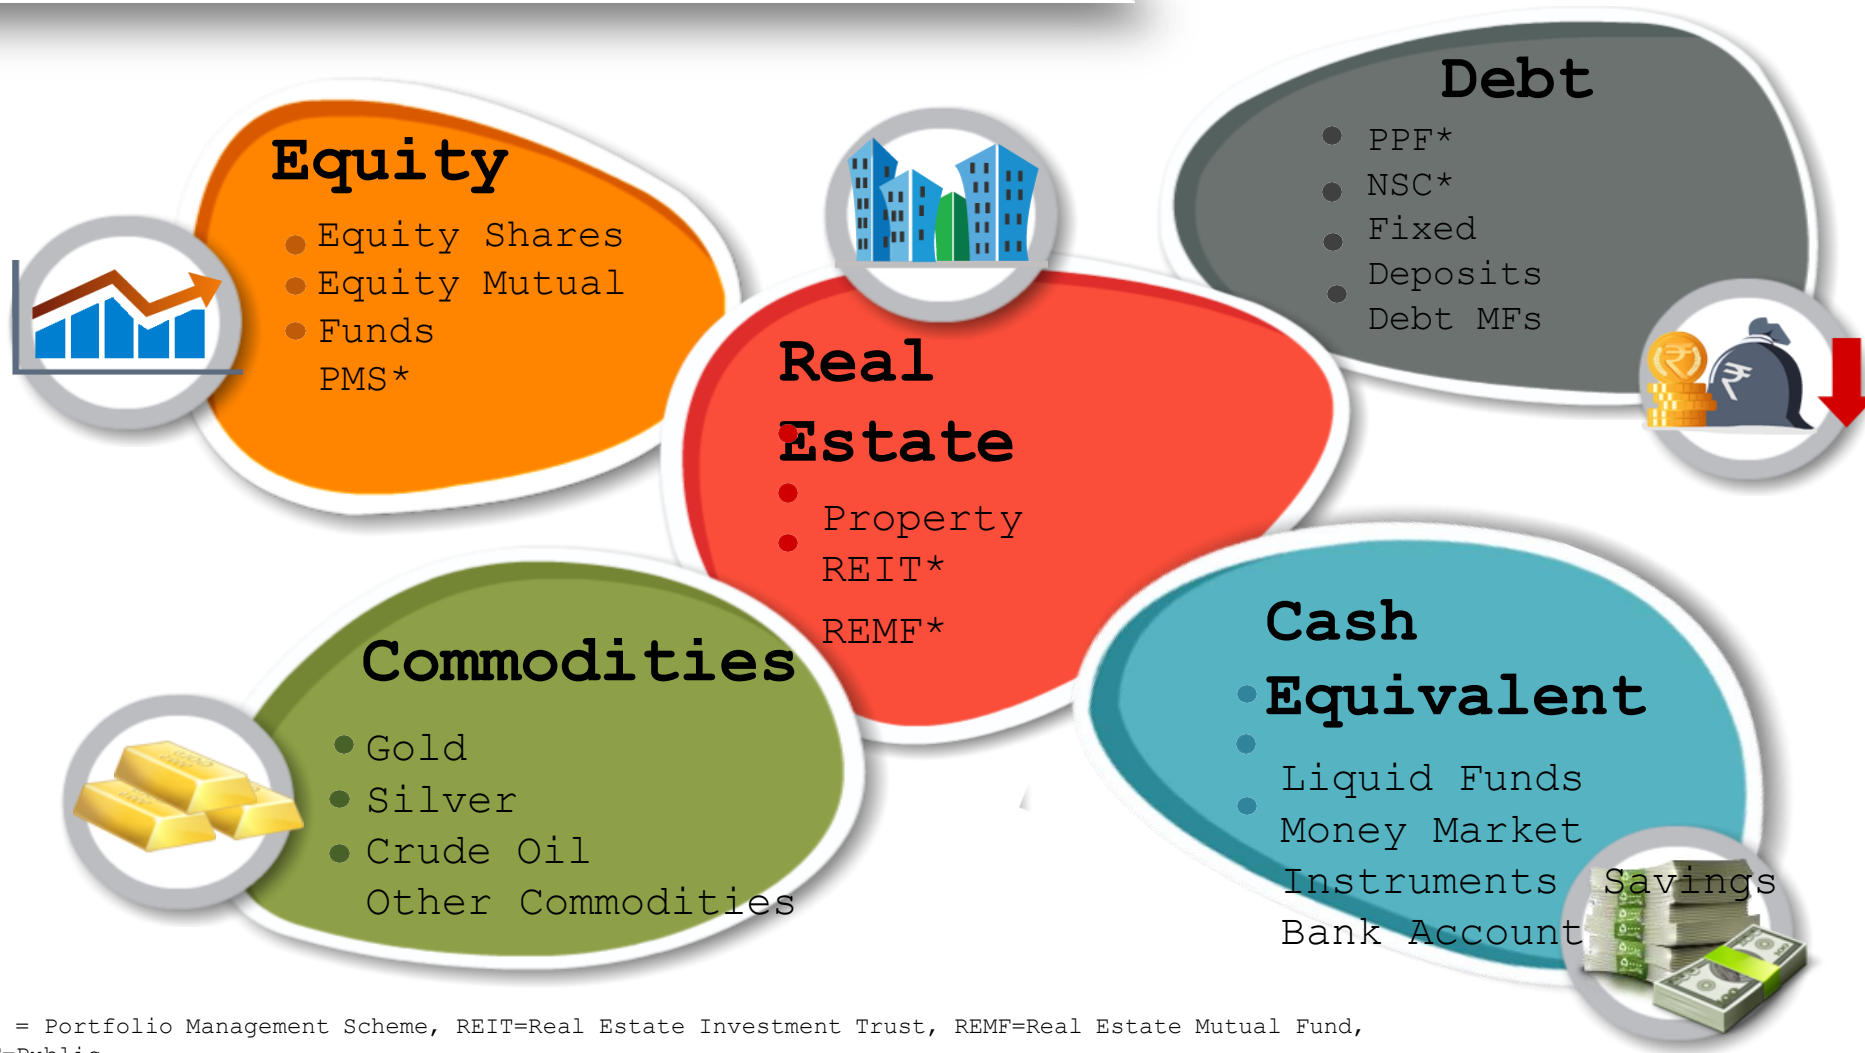 Equity
Equity Shares
Equity Mutual
Funds
PMS*
Debt
PPF*
NSC*
Fixed
Deposits
Debt MFs
Real
Estate
Property
REIT*
REMF*
Commodities
Gold
Silver
Crude Oil
Other Commodities
Cash
Equivalent
Liquid Funds
Money Market
Instruments Savings
Bank Account
= Portfolio Management Scheme, REIT=Real Estate Investment Trust, REMF=Real Estate Mutual Fund,